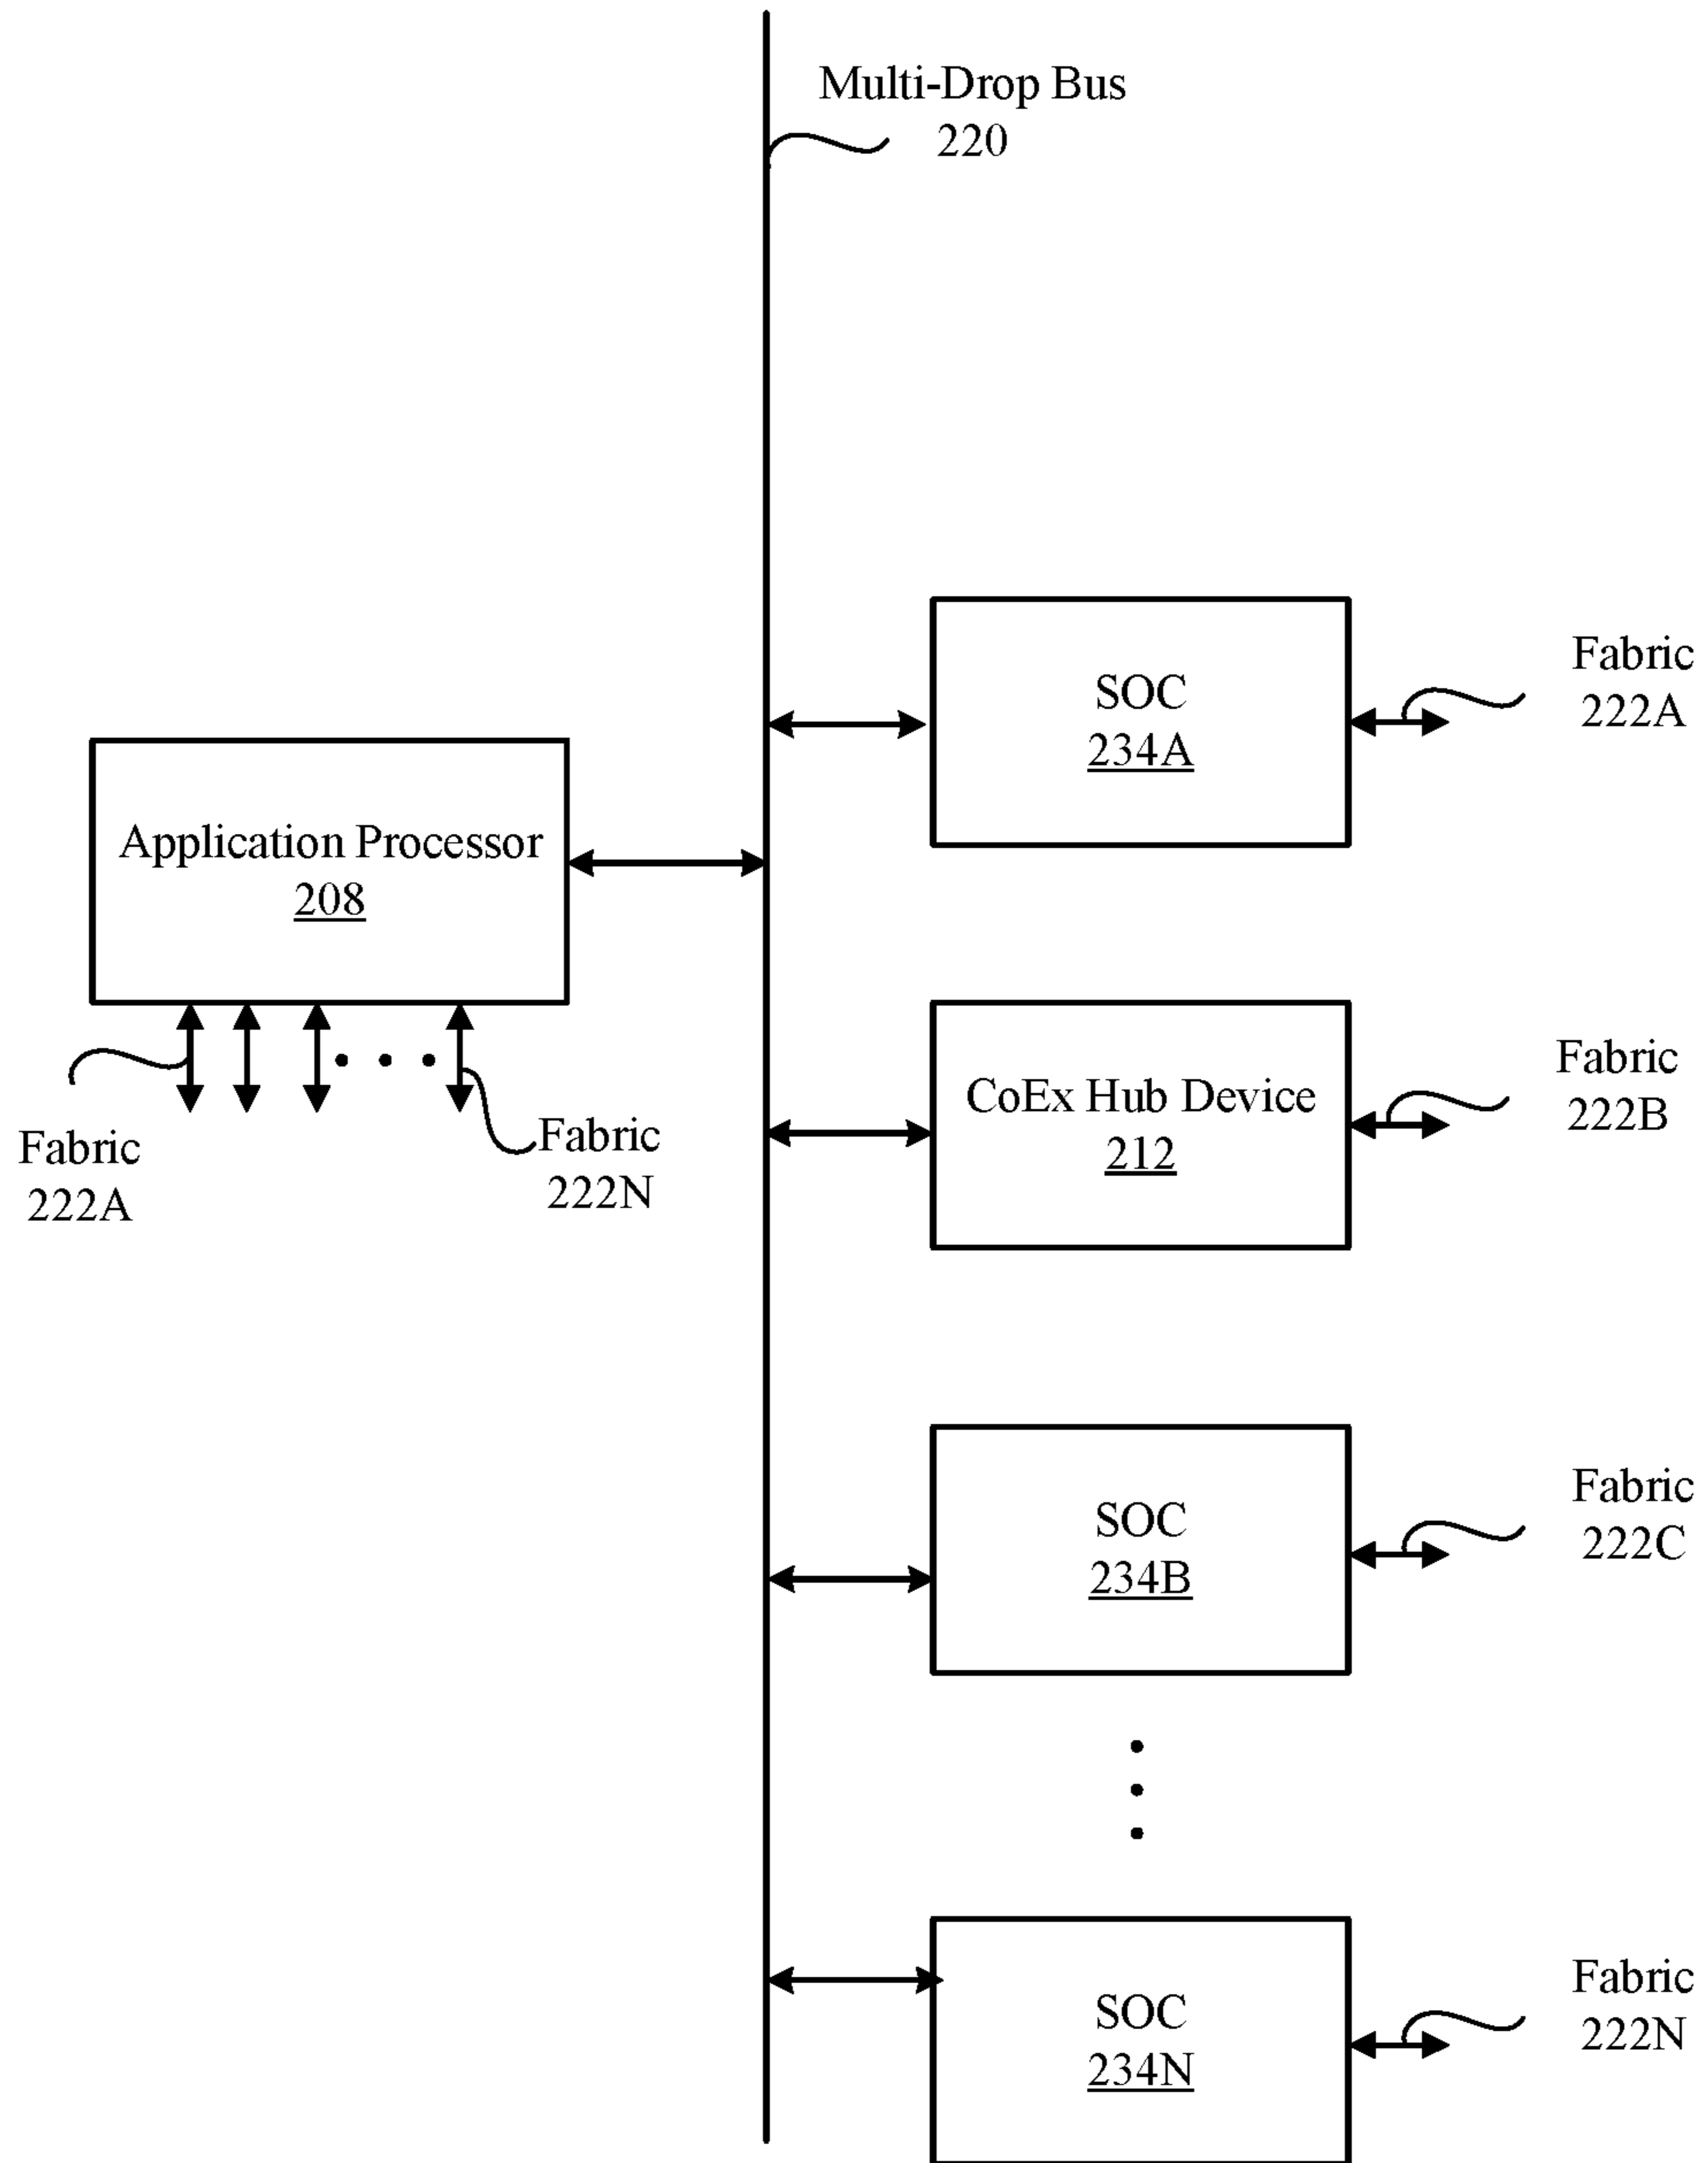 Multi-Drop Bus
220
SOC
234A
Fabric
222A
Application Processor
208
Fabric
222A
Fabric
222N
CoEx Hub Device
212
Fabric
222B
SOC
234B
Fabric
222C
SOC
234N
Fabric
222N